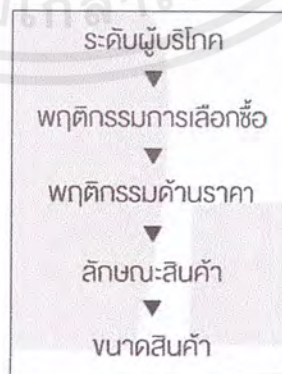 ระดับผู้บริโภค
▼
พฤติกรรมการเลือกซื้อ
▼
พฤติกรรมด้านราคา
▼
ลักษณะสินค้า
▼
ขนาดสินค้า